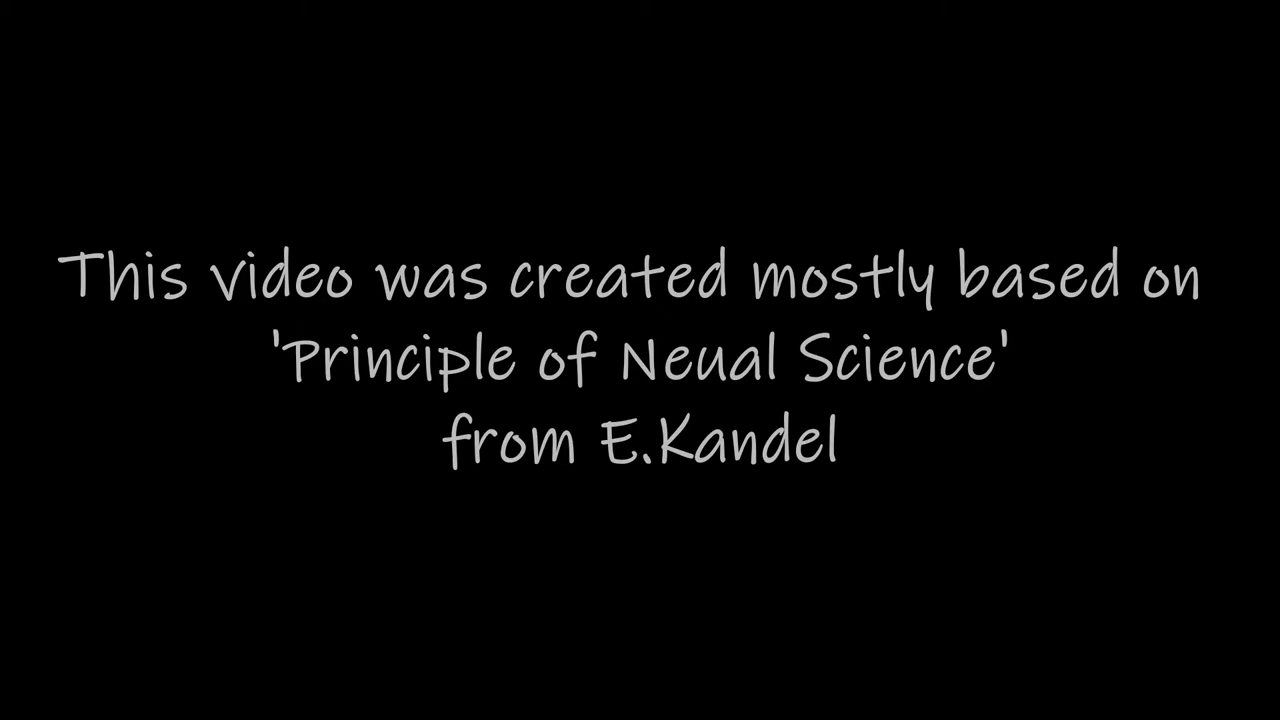 This video was created mostly based on
'Principle of Neual Science'
from E.Kandel